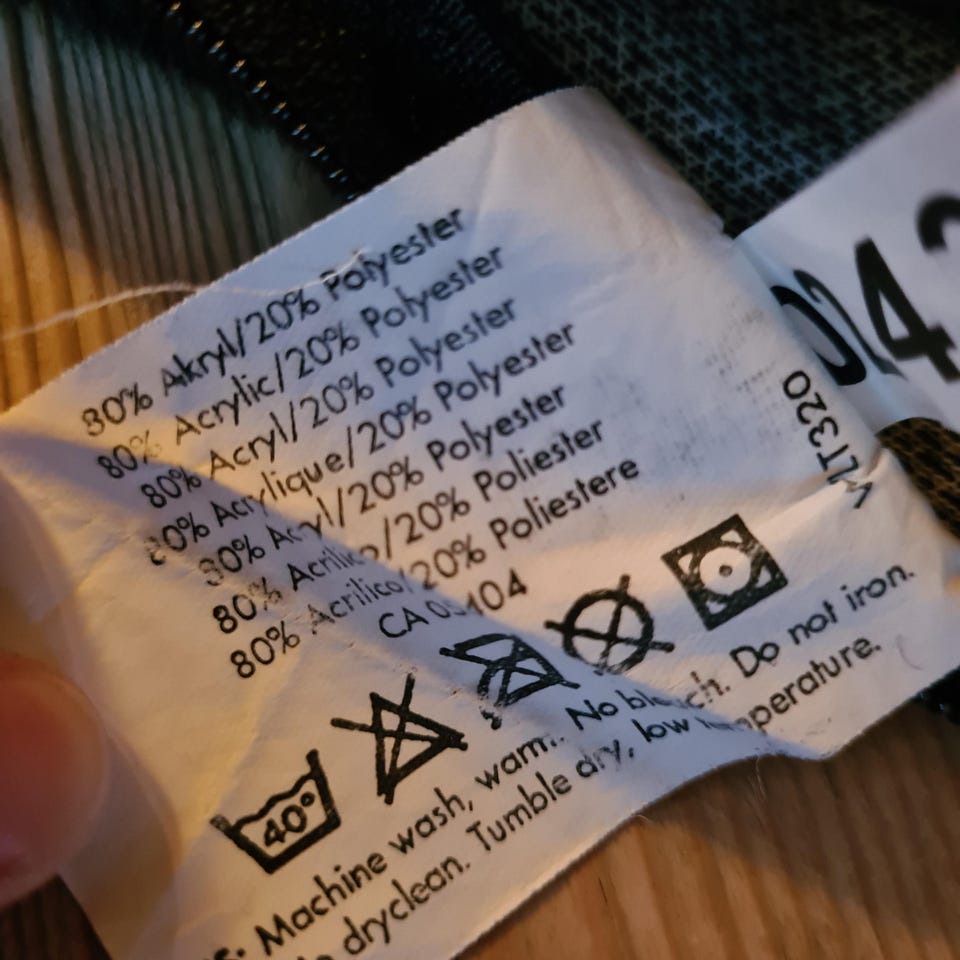 80% Akryl/20% Polyester
80% Acrylic/20% Polyester
80% Acryl/20% Polyester
80% Acrylique/20% Polyester
80% Acryl/20% Polyester
80% Acrilico/20% Poliester
80% Acrilico/20% Poliestere
CA
40°
Machine wash, warm. No bleach. Do not iron.
dryclean. Tumble dry, low temperature.
VLT320